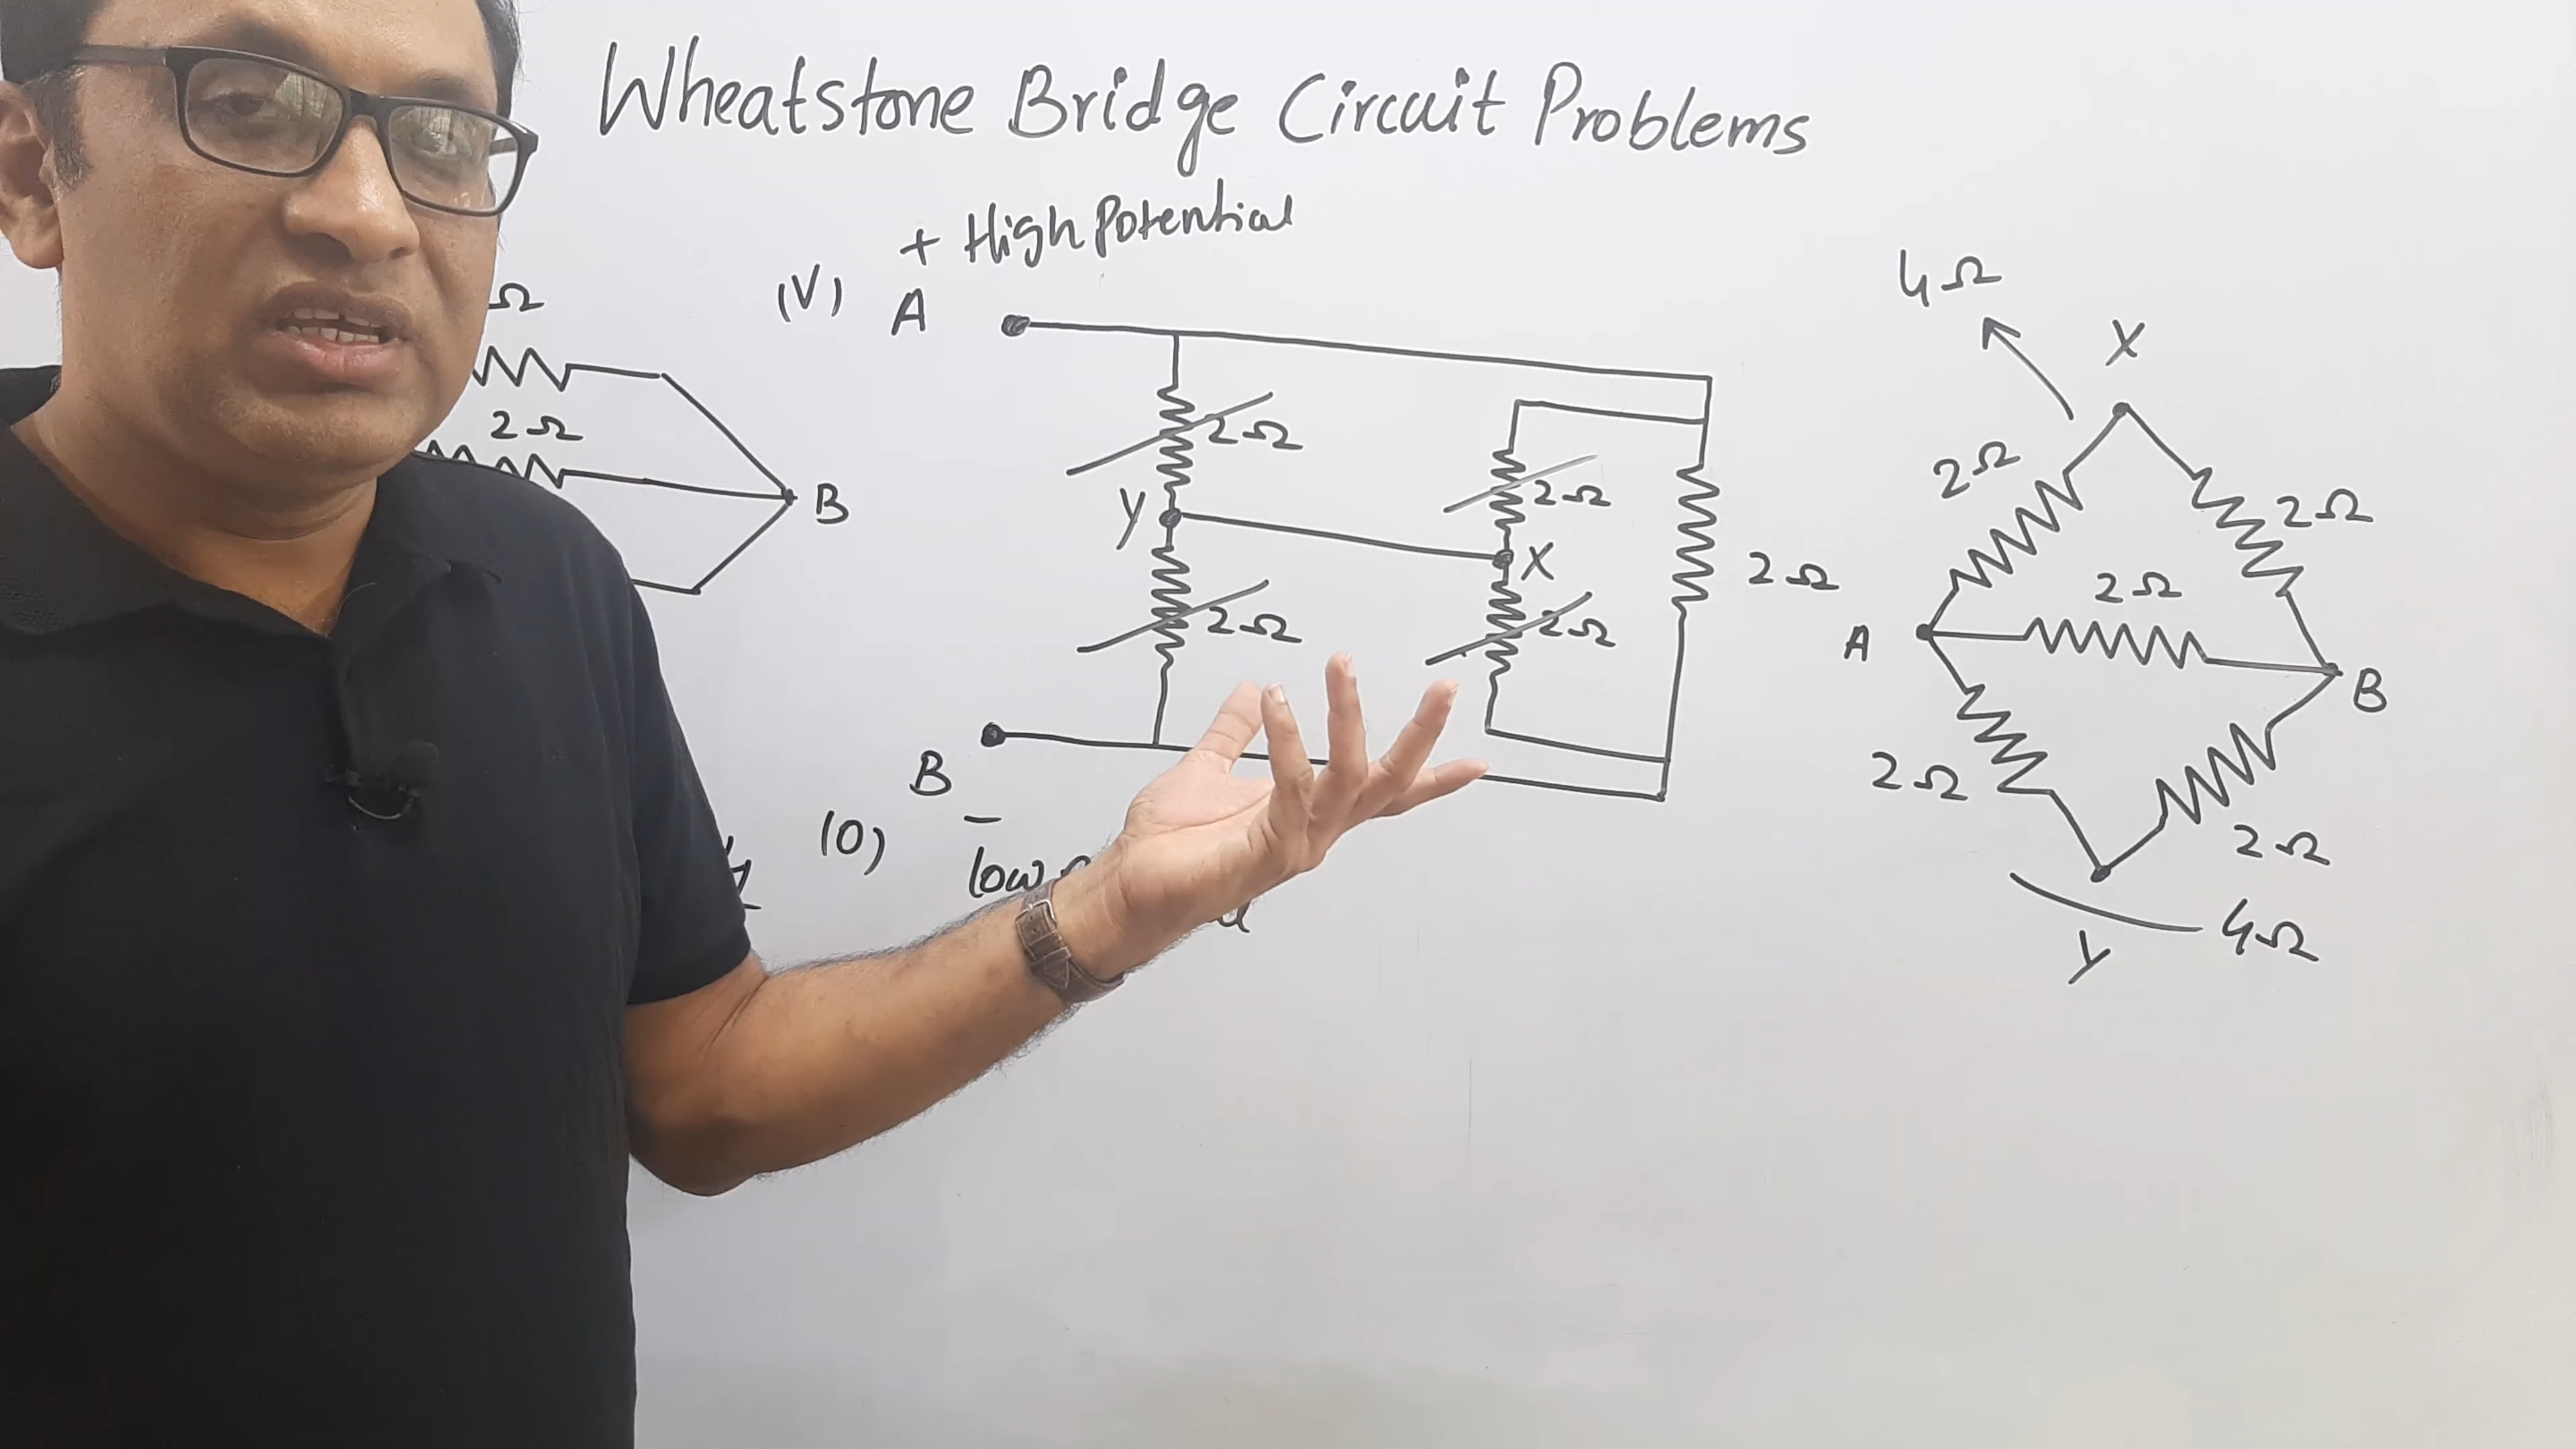 Wheatstone Bridge Circuit Problems
+ High Potential
(V) A
Ω
2Ω
B
2Ω
2Ω
Y
X
2Ω
2Ω
2Ω
B
–
(0)
low
4Ω
X
2Ω
2Ω
2Ω
A
B
2Ω
2Ω
4Ω
Y